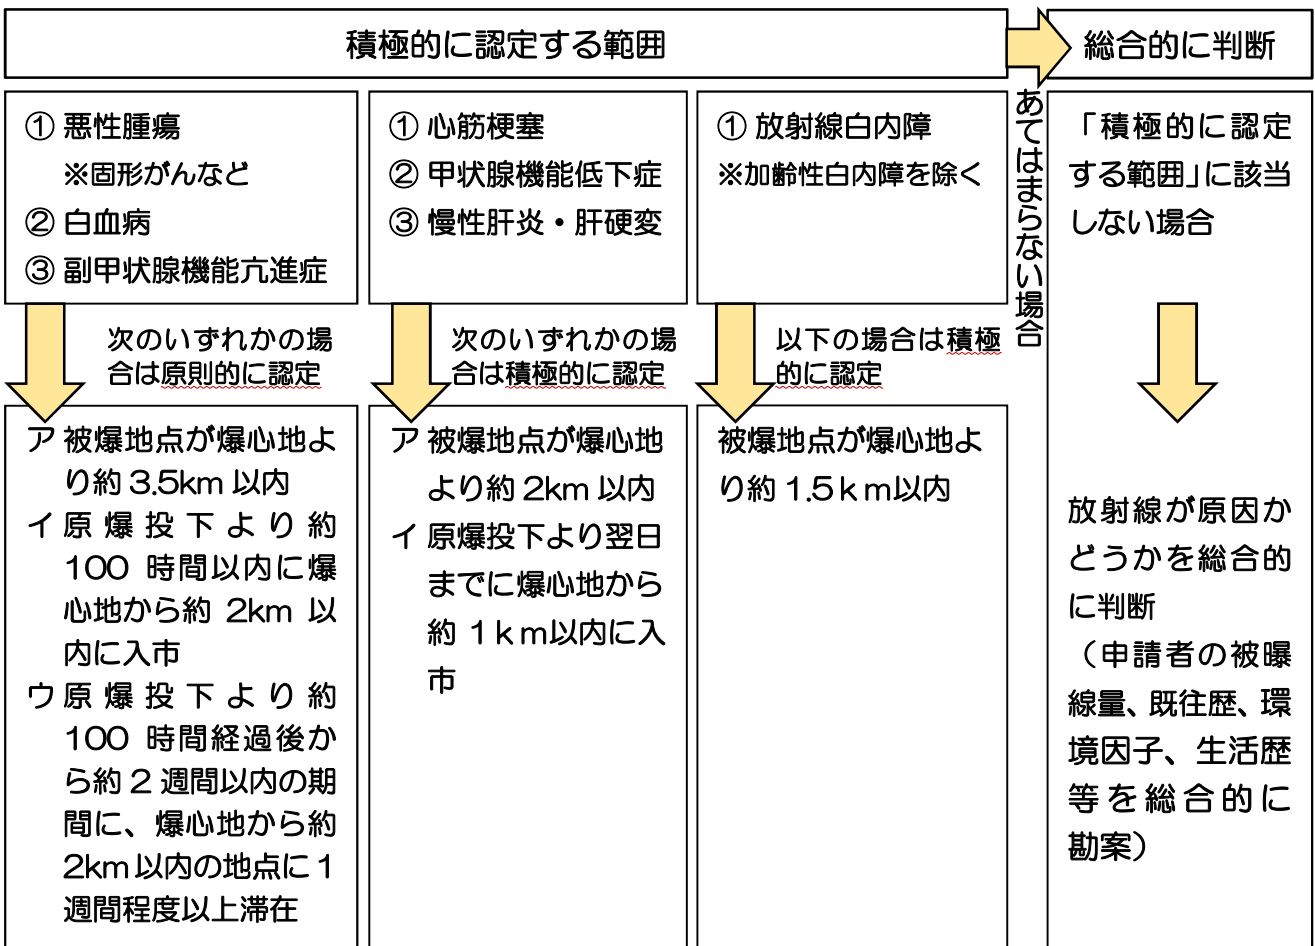 積極的に認定する範囲
総合的に判断
① 悪性腫瘍
※固形がんなど
② 白血病
③ 副甲状腺機能亢進症
① 心筋梗塞
② 甲状腺機能低下症
③ 慢性肝炎・肝硬変
① 放射線白内障
※加齢性白内障を除く
あてはまらない場合
「積極的に認定
する範囲」に該当
しない場合
次のいずれかの場
合は原則的に認定
次のいずれかの場
合は積極的に認定
以下の場合は積極
的に認定
ア 被爆地点が爆心地よ
り約 3.5km 以内
イ 原爆投下より約
100 時間以内に爆
心地から約 2km 以
内に入市
ウ 原爆投下より約
100 時間経過後か
ら約 2 週間以内の期
間に、爆心地から約
2km以内の地点に 1
週間程度以上滞在
ア 被爆地点が爆心地
より約 2km 以内
イ 原爆投下より翌日
までに爆心地から
約 1km以内に入
市
被爆地点が爆心地よ
り約 1.5km以内
放射線が原因か
どうかを総合的
に判断
（申請者の被曝
線量、既往歴、環
境因子、生活歴
等を総合的に
勘案）